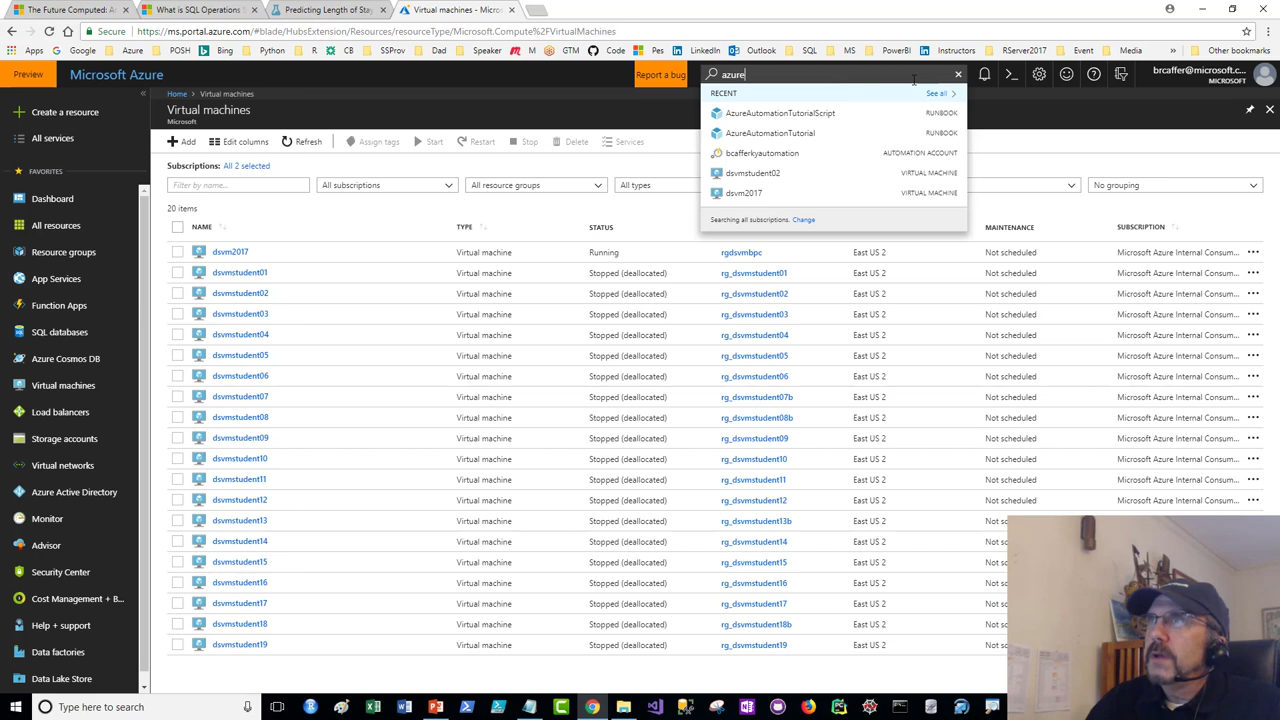 The Future Computed: A
What is SQL Operations S
Predicting Length of Stay
Virtual machines - Micros
Secure
https://ms.portal.azure.com/#blade/HubsExtension/Resources/resourceType/Microsoft.Compute%2FVirtualMachines
Apps Google Azure POSH Bing Pen CB SSProv Dad Speaker M GTM Code Pes LinkedIn Outlook SQL MS PowerBI Instructors RServer2017 Event Media
Preview Microsoft Azure Report a bug azure brcaffer@microsoft.c...
MICROSOFT
Home > Virtual machines
Virtual machines
Microsoft
Add Edit columns Refresh Assign tags Start Restart Stop Delete Services
Subscriptions: All 2 selected
Filter by name... All subscriptions All resource groups All types No grouping
20 items
NAME TYPE STATUS MAINTENANCE SUBSCRIPTION
RECENT See all
AzureAutomationTutorialScript RUNBOOK
AzureAutomationTutorial RUNBOOK
bcafferkyautomation AUTOMATION ACCOUNT
dsvmstudent02 VIRTUAL MACHINE
dsvm2017 VIRTUAL MACHINE
Searching all subscriptions. Change
dsvm2017 Virtual machine Running rgdsvmbpc East US 2 Not scheduled Microsoft Azure Internal Consum...
dsvmstudent01 Virtual machine Stopped (deallocated) rg_dsvmstudent01 East US 2 Not scheduled Microsoft Azure Internal Consum...
dsvmstudent02 Virtual machine Stopped (deallocated) rg_dsvmstudent02 East US 2 Not scheduled Microsoft Azure Internal Consum...
dsvmstudent03 Virtual machine Stopped (deallocated) rg_dsvmstudent03 East US 2 Not scheduled Microsoft Azure Internal Consum...
dsvmstudent04 Virtual machine Stopped (deallocated) rg_dsvmstudent04 East US 2 Not scheduled Microsoft Azure Internal Consum...
dsvmstudent05 Virtual machine Stopped (deallocated) rg_dsvmstudent05 East US 2 Not scheduled Microsoft Azure Internal Consum...
dsvmstudent06 Virtual machine Stopped (deallocated) rg_dsvmstudent06 East US 2 Not scheduled Microsoft Azure Internal Consum...
dsvmstudent07 Virtual machine Stopped (deallocated) rg_dsvmstudent07b East US 2 Not scheduled Microsoft Azure Internal Consum...
dsvmstudent08 Virtual machine Stopped (deallocated) rg_dsvmstudent08b East US 2 Not scheduled Microsoft Azure Internal Consum...
dsvmstudent09 Virtual machine Stopped (deallocated) rg_dsvmstudent09 East US 2 Not scheduled Microsoft Azure Internal Consum...
dsvmstudent10 Virtual machine Stopped (deallocated) rg_dsvmstudent10 East US 2 Not scheduled Microsoft Azure Internal Consum...
dsvmstudent11 Virtual machine Stopped (deallocated) rg_dsvmstudent11 East US 2 Not scheduled Microsoft Azure Internal Consum...
dsvmstudent12 Virtual machine Stopped (deallocated) rg_dsvmstudent12 East US 2 Not scheduled Microsoft Azure Internal Consum...
dsvmstudent13 Virtual machine Stopped (deallocated) rg_dsvmstudent13b East US 2
dsvmstudent14 Virtual machine Stopped (deallocated) rg_dsvmstudent14 East US 2
dsvmstudent15 Virtual machine Stopped (deallocated) rg_dsvmstudent15 East US 2
dsvmstudent16 Virtual machine Stopped (deallocated) rg_dsvmstudent16 East US 2
dsvmstudent17 Virtual machine Stopped (deallocated) rg_dsvmstudent17 East US 2
dsvmstudent18 Virtual machine Stopped (deallocated) rg_dsvmstudent18b East US 2
dsvmstudent19 Virtual machine Stopped (deallocated) rg_dsvmstudent19 East US 2
Create a resource
All services
FAVORITES
Dashboard
All resources
Resource groups
App Services
Function Apps
SQL databases
Azure Cosmos DB
Virtual machines
Load balancers
Storage accounts
Virtual networks
Azure Active Directory
Monitor
Advisor
Security Center
Cost Management + B...
Help + support
Data factories
Data Lake Store
Type here to search